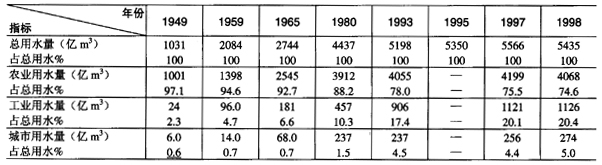 年份
指标 1949 1959 1965 1980 1993 1995 1997 1998
总用水量（亿 m³） 1031 2084 2744 4437 5198 5350 5566 5435
占总用水% 100 100 100 100 100 100 100 100
农业用水量（亿 m³） 1001 1398 2545 3912 4055 — 4199 4068
占总用水% 97.1 94.6 92.7 88.2 78.0 — 75.5 74.6
工业用水量（亿 m³） 24 96.0 181 457 906 1121 1126
占总用水% 2.3 4.7 6.6 10.3 17.4 — 20.1 20.4
城市用水量（亿 m³） 6.0 14.0 68.0 237 237 — 256 274
占总用水% 0.6 0.7 0.7 1.5 4.5 — 4.4 5.0